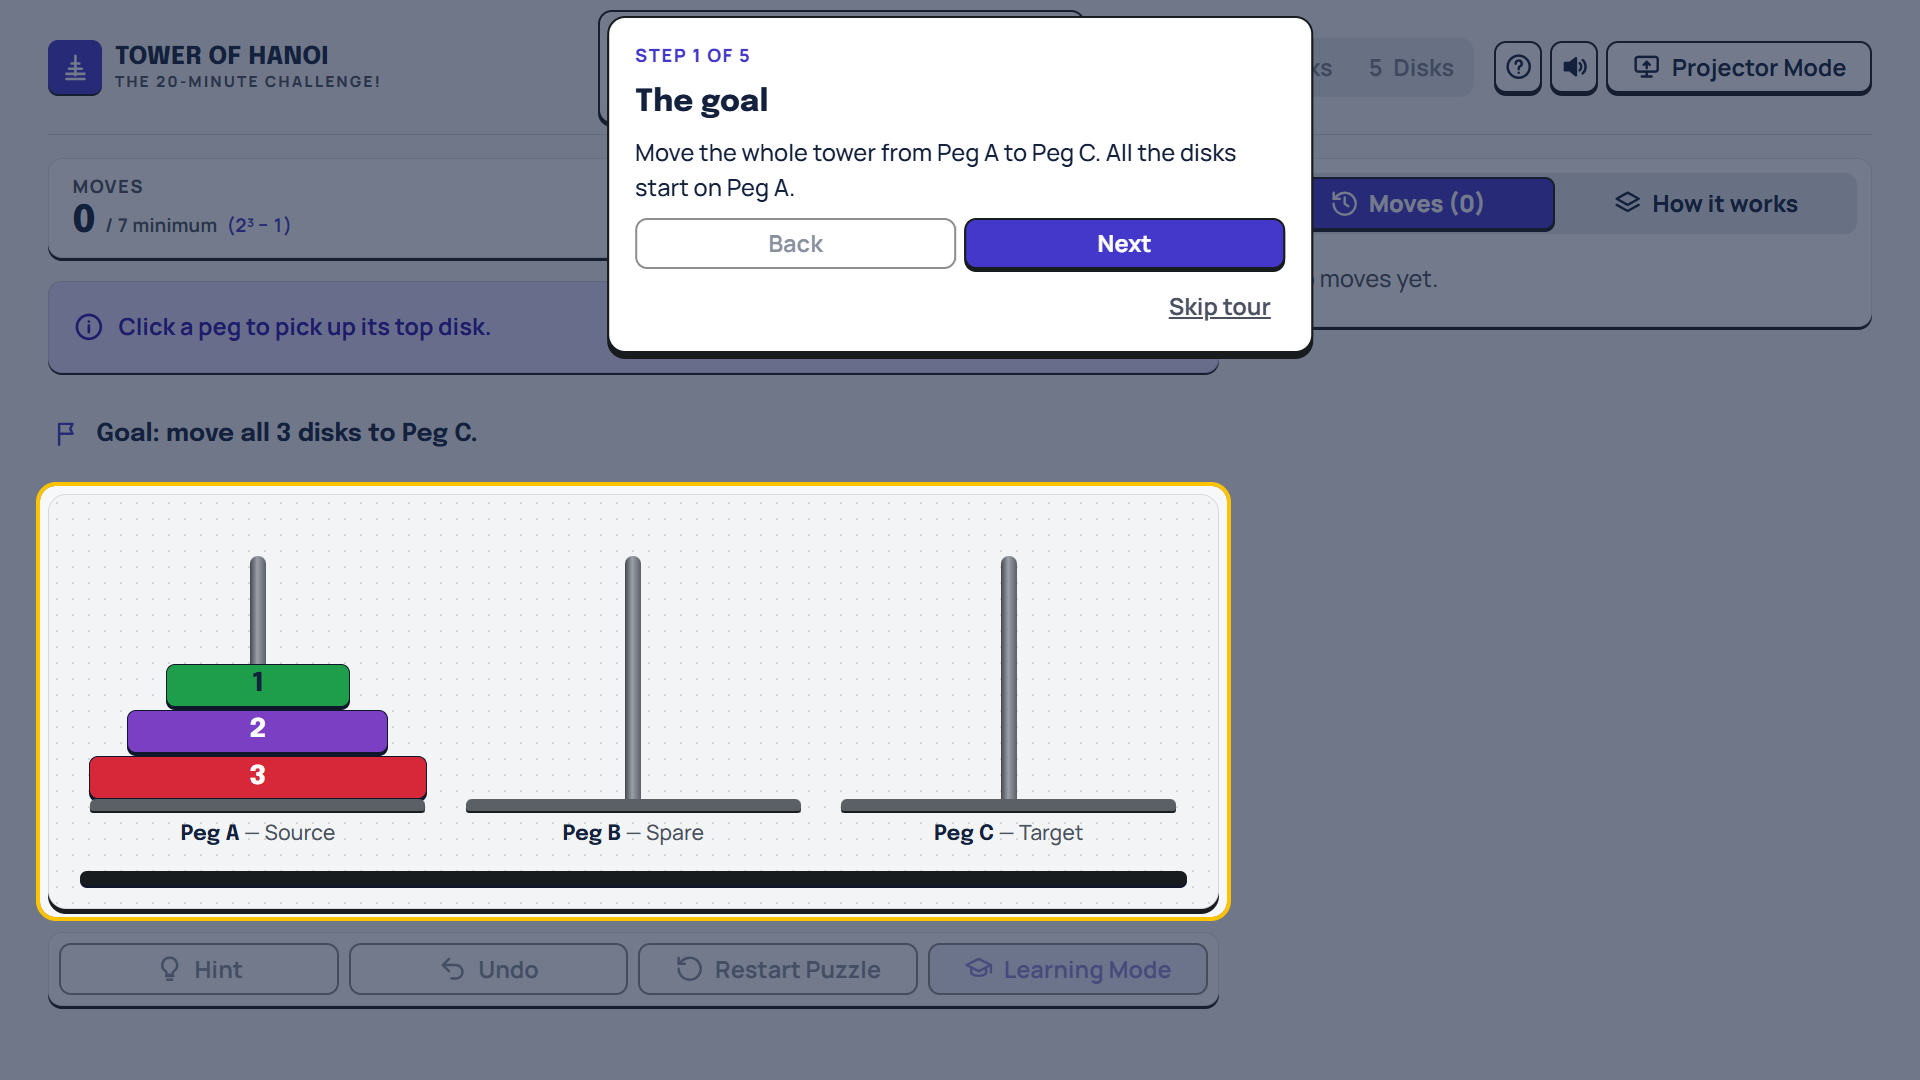 TOWER OF HANOI
THE 20-MINUTE CHALLENGE!
5 Disks
Projector Mode
STEP 1 OF 5
The goal
Move the whole tower from Peg A to Peg C. All the disks
start on Peg A.
Back
Next
Skip tour
MOVES
0 / 7 minimum (2³ – 1)
Moves (0)
How it works
moves yet.
Click a peg to pick up its top disk.
Goal: move all 3 disks to Peg C.
1
2
3
Peg A — Source
Peg B — Spare
Peg C — Target
Hint
Undo
Restart Puzzle
Learning Mode